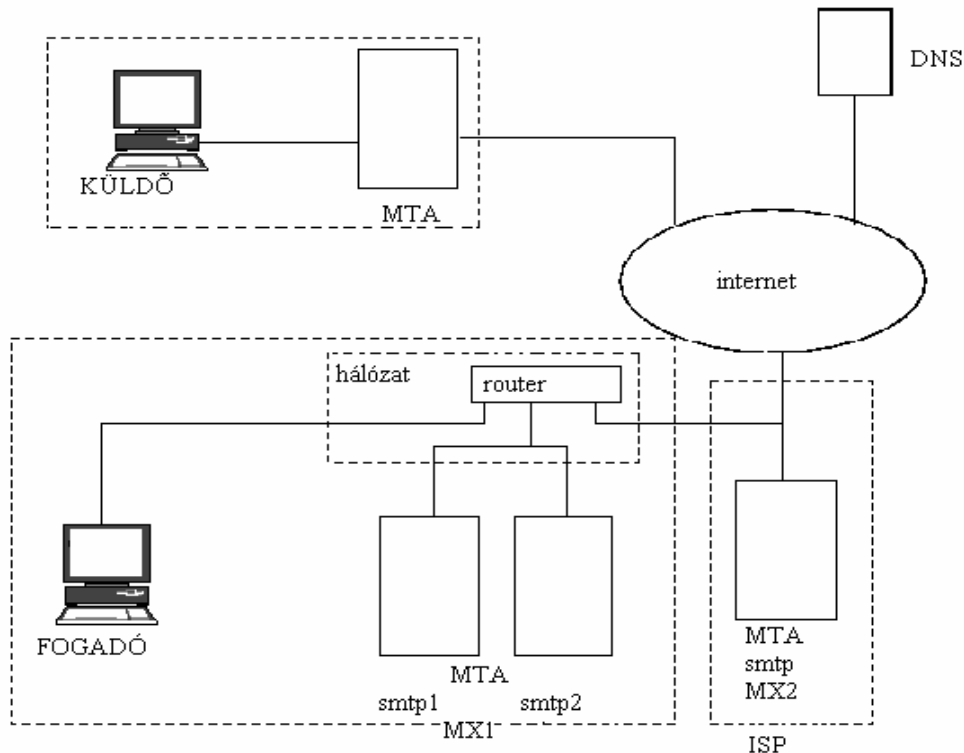 DNS
KÜLDŐ
MTA
internet
hálózat
router
FOGADÓ
MTA
smtp1
smtp2
MX1
MTA
smtp
MX2
ISP